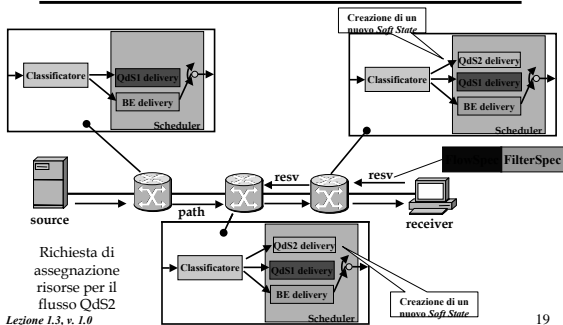 Creazione di un
nuovo Soft State
Classificatore
QdS1 delivery
BE delivery
Scheduler
Classificatore
QdS2 delivery
QdS1 delivery
BE delivery
Scheduler
FilterSpec
resv
resv
source
path
receiver
Richiesta di
assegnazione
risorse per il
flusso QdS2
Classificatore
QdS2 delivery
QdS1 delivery
BE delivery
Scheduler
Creazione di un
nuovo Soft State
Lezione 1.3, v. 1.0
19